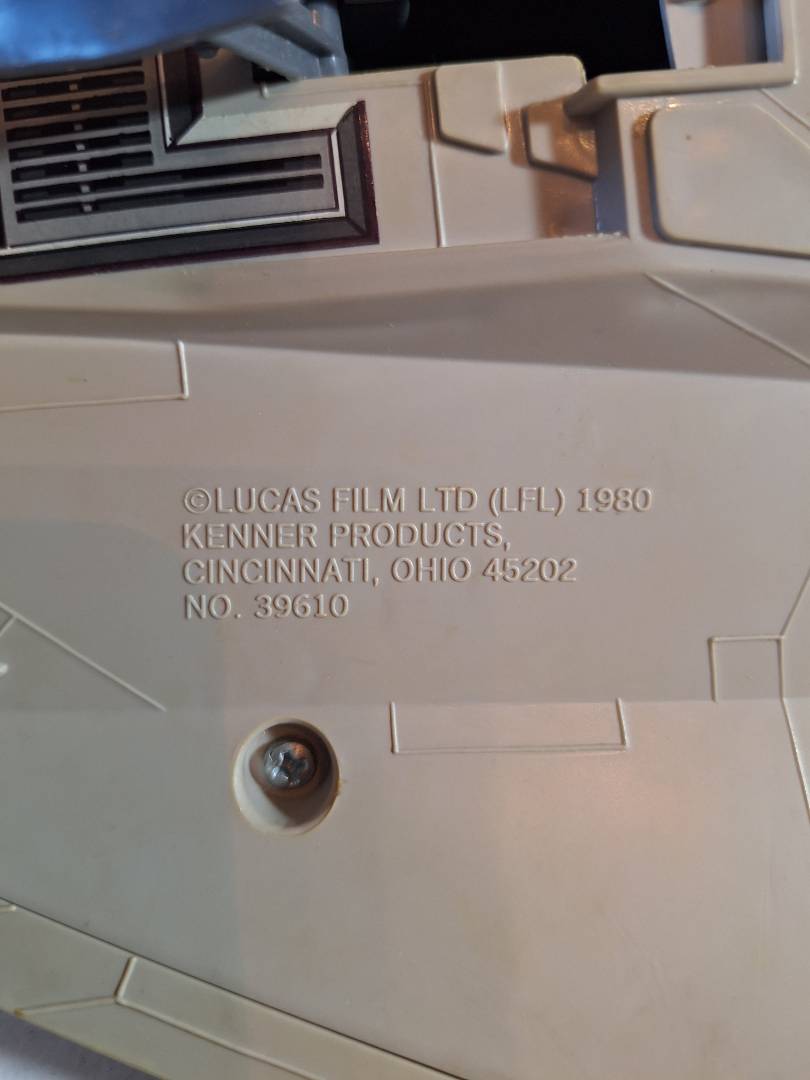 ©LUCAS FILM LTD (LFL) 1980
KENNER PRODUCTS,
CINCINNATI, OHIO 45202
NO. 39610